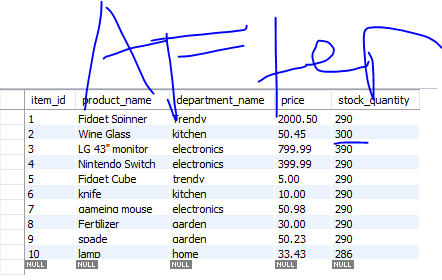 AFter
item_id product_name department_name price stock_quantity
1 Fidget Spinner trendy 2000.50 290
2 Wine Glass kitchen 50.45 300
3 LG 43" monitor electronics 799.99 390
4 Nintendo Switch electronics 399.99 290
5 Fidget Cube trendy 5.00 290
6 knife kitchen 10.00 290
7 gameing mouse electronics 50.98 290
8 Fertilizer garden 30.00 290
9 spade garden 50.23 290
10 lamp home 33.43 286
NULL NULL NULL NULL NULL